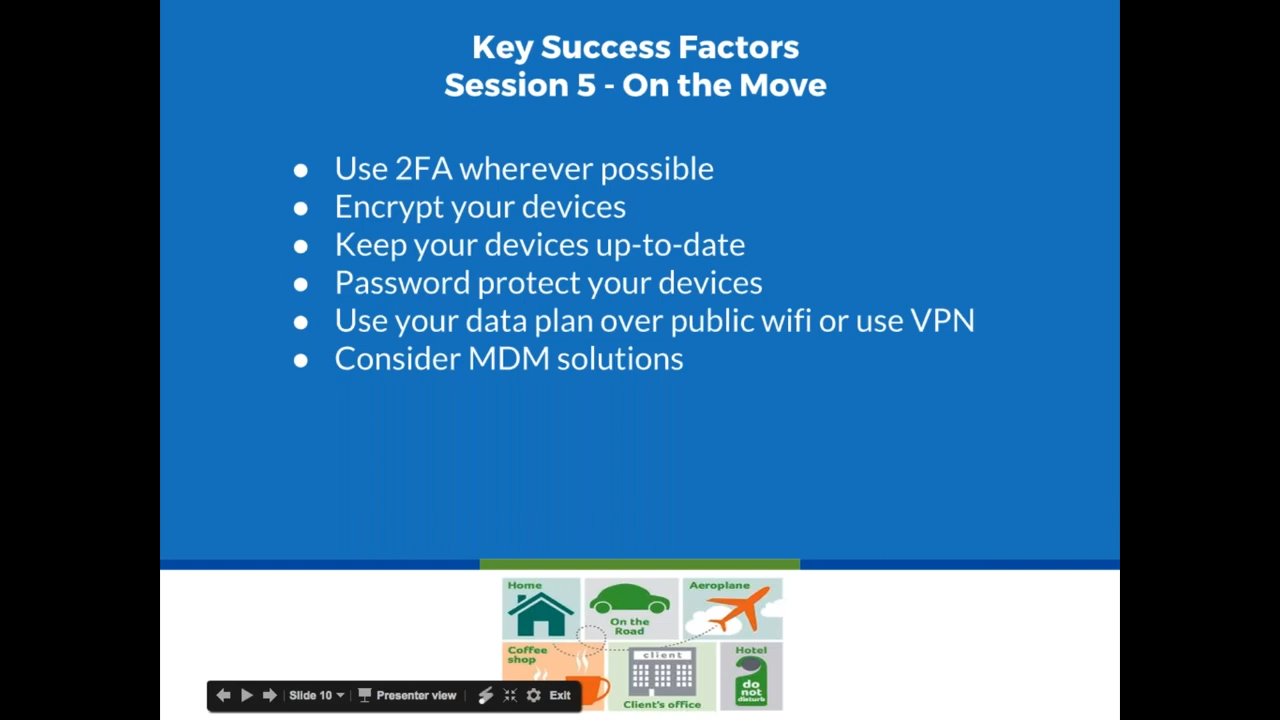 Key Success Factors
Session 5 - On the Move
● Use 2FA wherever possible
● Encrypt your devices
● Keep your devices up-to-date
● Password protect your devices
● Use your data plan over public wifi or use VPN
● Consider MDM solutions
Home
On the
Road
Aeroplane
Coffee
shop
client
Client's office
Hotel
do
not
disturb
Slide 10
Presenter view
Exit